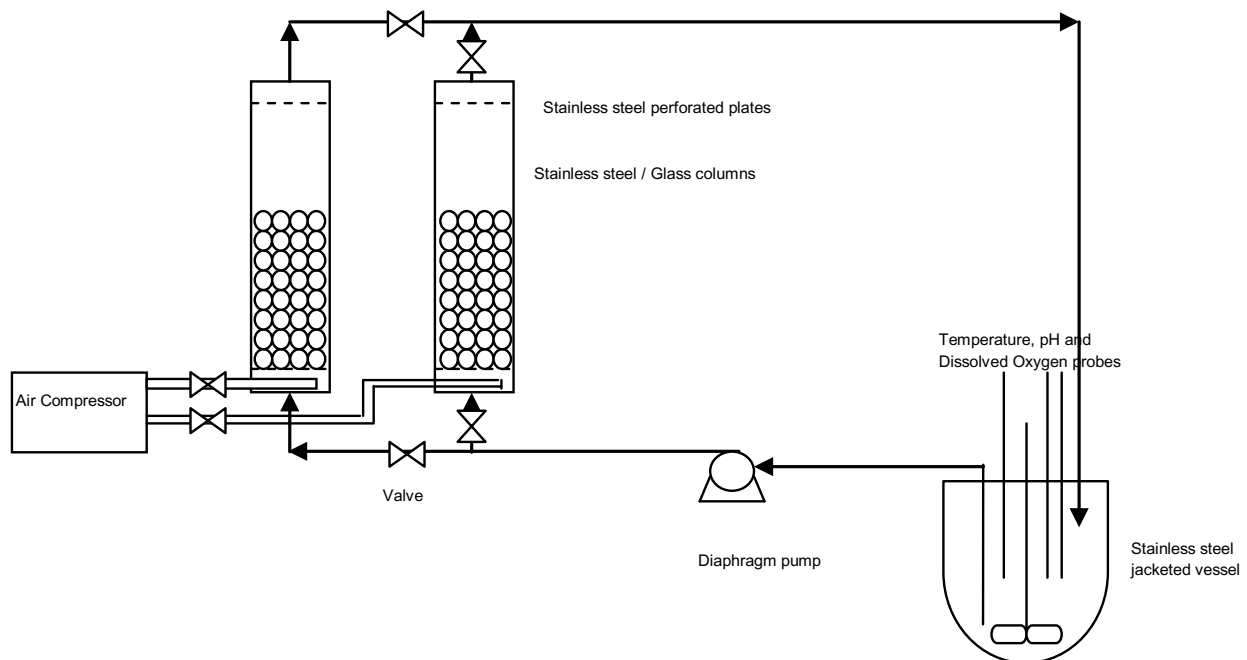 Stainless steel perforated plates
Stainless steel / Glass columns
Temperature, pH and
Dissolved Oxygen probes
Air Compressor
Valve
Diaphragm pump
Stainless steel
jacketed vessel